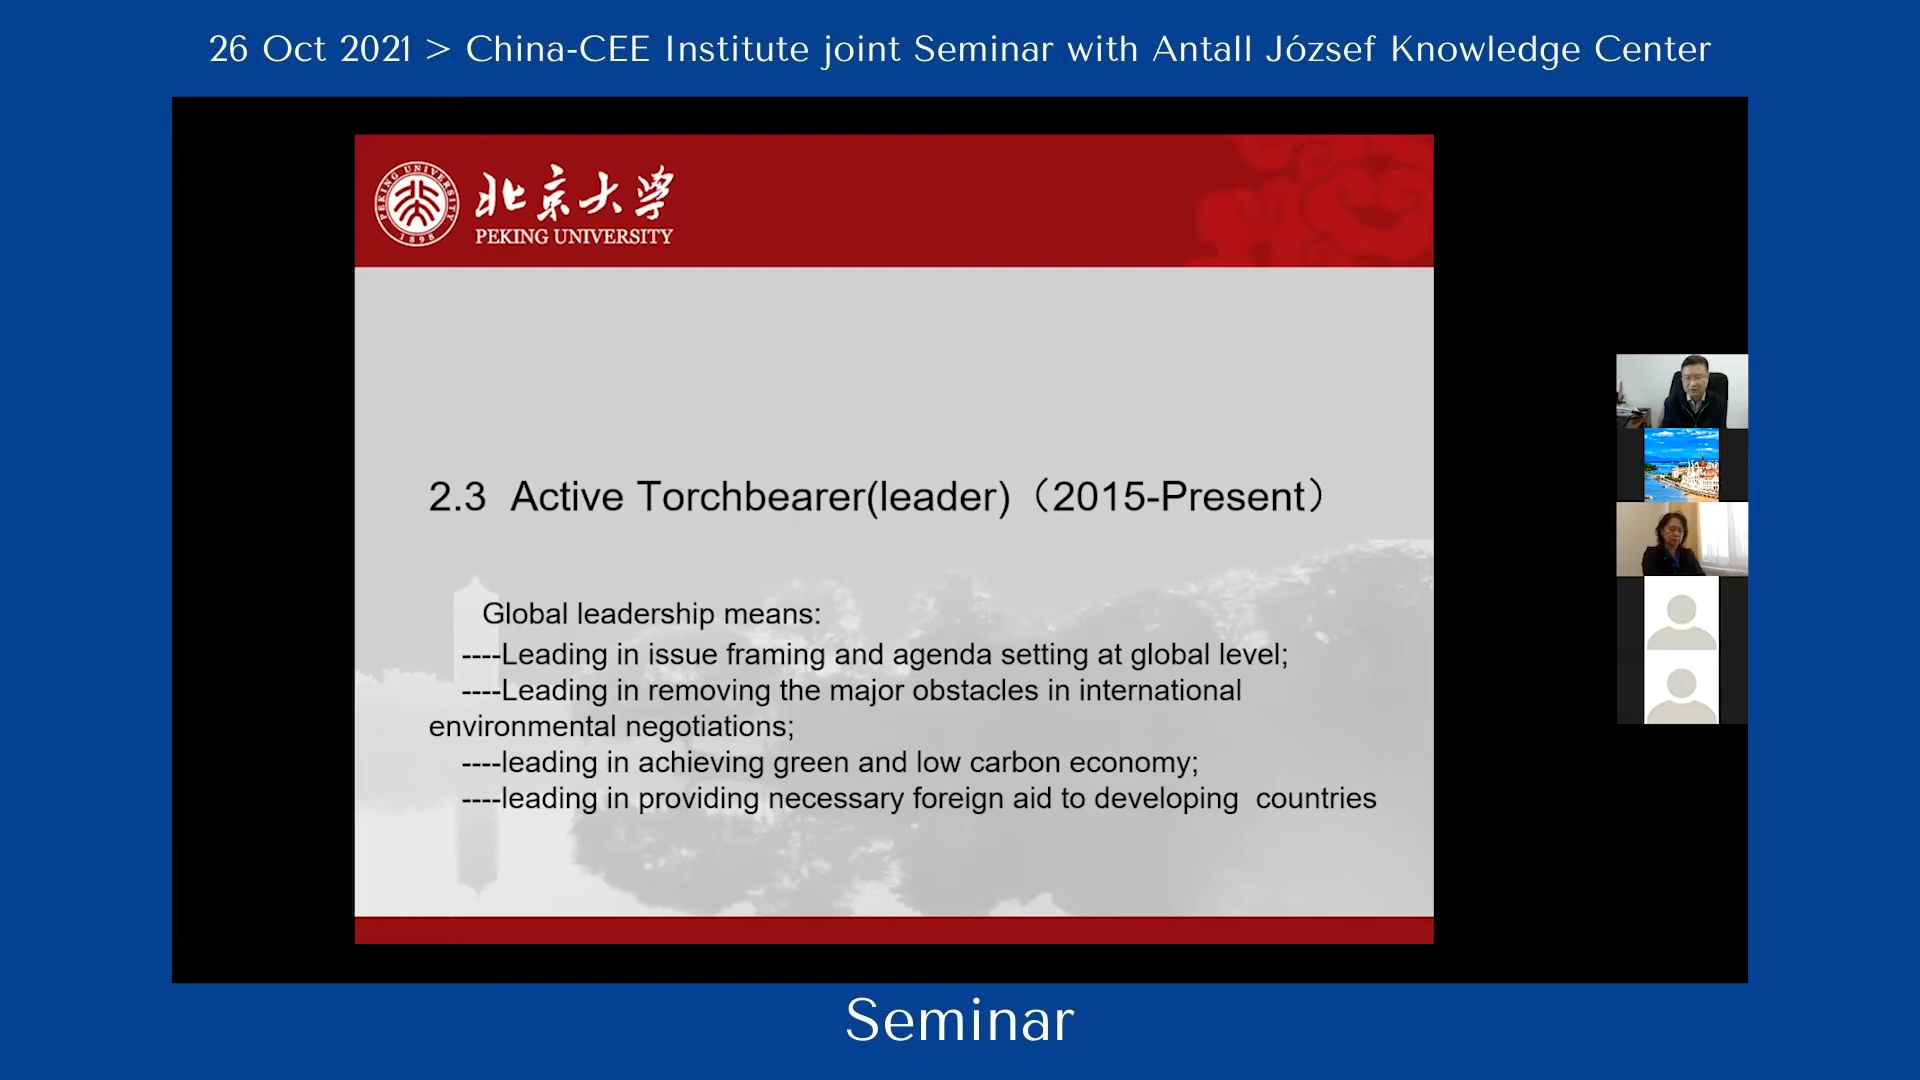 26 Oct 2021 > China-CEE Institute joint Seminar with Antall József Knowledge Center
PEKING UNIVERSITY
1898
北京大学
PEKING UNIVERSITY
2.3 Active Torchbearer(leader)（2015-Present）
Global leadership means:
----Leading in issue framing and agenda setting at global level;
----Leading in removing the major obstacles in international
environmental negotiations;
----leading in achieving green and low carbon economy;
----leading in providing necessary foreign aid to developing countries
Seminar